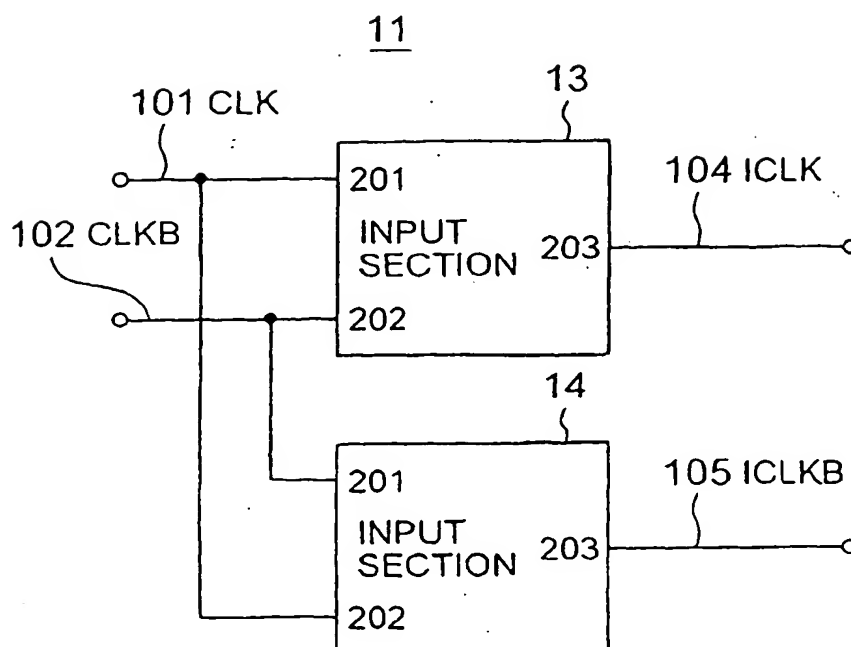 11
13
101 CLK
201
104 ICLK
102 CLKB
INPUT
SECTION
203
202
14
201
105 ICLKB
INPUT
SECTION
203
202